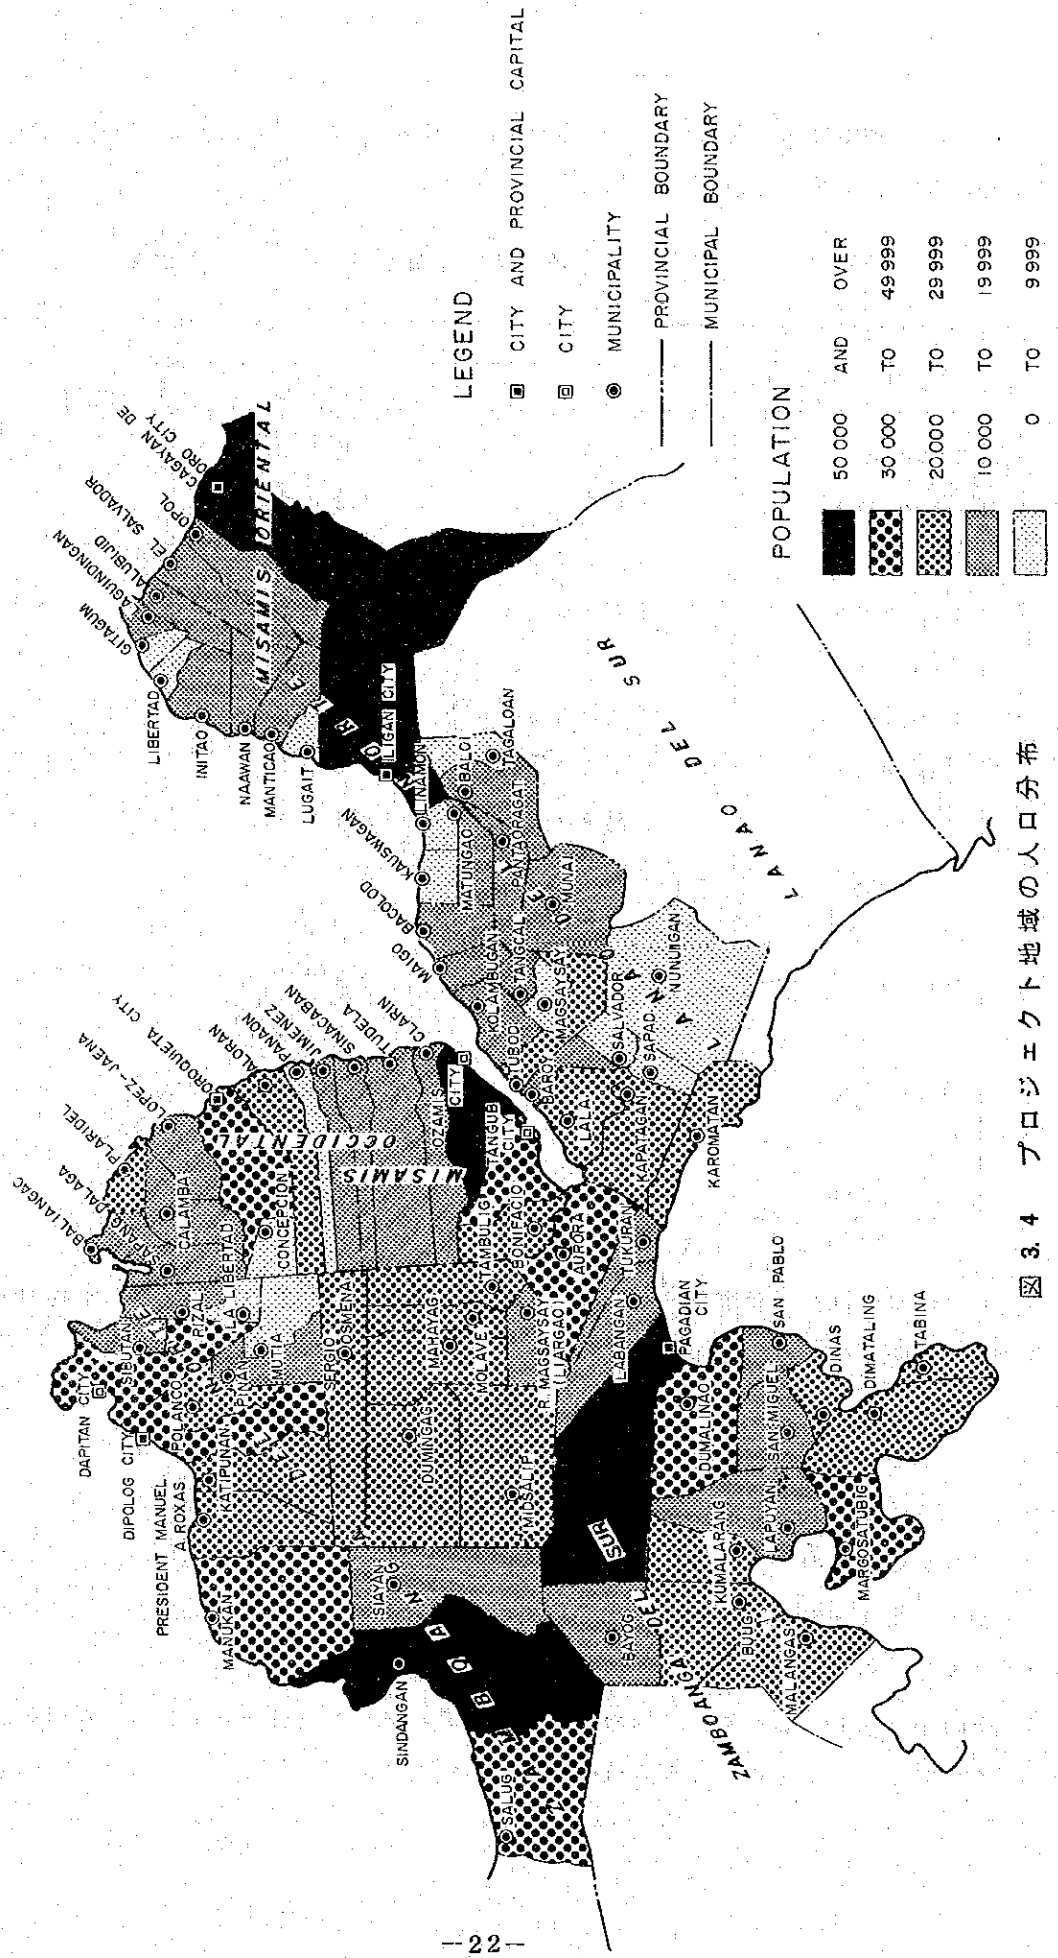 DAPITAN CITY
DIPOLOG CITY
PRESIDENT MANUEL
A. ROXAS
KATIPUNAN
POLANCO
SIBUTAD
RIZAL
LA LIBERTAD
PIÑAN
MUTIA
MANUKAN
SIAYAN
SINDANGAN
SALUG
SERGIO
OSMENA
BALIANGAC
SAPANG-DALAGA
PLARIDEL
LOPEZ-JAENA
CALAMBA
OROQUIETA CITY
ALORAN
PANAON
JIMENEZ
SINACABAN
TUDELA
CLARIN
CONCEPCION
OZAMIS
CITY
TANGUB
CITY
BONIFACIO
MISAMIS
OCCIDENTAL
TAMBULIG
AURORA
MOLAVE
MAHAYAG
DUMINGAG
MIDSALIP
R. MAGSAYSAY
(LIARGAO)
TUKURAN
LABANGAN
PAGADIAN
CITY
DUMALINAO
SAN PABLO
SAN MIGUEL
DINAS
DIMATALING
TABINA
LAPUYAN
MARGOSATUBIG
KUMALARANG
BUUG
MALANGAS
BAYOG
ZAMBOANGA
DEL
SUR
MAIGO
BACOLOD
KAUSWAGAN
LINAMON
MATUNGAO
BALOI
TAGALOAN
PANTAORAGAT
MUNAI
KOLAMBUGAN
TANGCAL
MAGSAYSAY
TUBOD
BAROY
LALA
SALVADOR
SAPAD
NUNUNGAN
KAPATAGAN
KAROMATAN
LANAO DEL SUR
LIBERTAD
INITAO
NAAWAN
MANTICAO
LUGAIT
ILIGAN CITY
GITAGUM
LAGUINDINGAN
ALUBIJID
EL SALVADOR
OPOL
CAGAYAN DE
ORO CITY
MISAMIS ORIENTAL
LEGEND
CITY AND PROVINCIAL CAPITAL
CITY
MUNICIPALITY
PROVINCIAL BOUNDARY
MUNICIPAL BOUNDARY
POPULATION
50 000 AND OVER
30 000 TO 49 999
20.000 TO 29 999
10 000 TO 19 999
0 TO 9 999
図 3.4 プロジェクト地域の人口分布
--22--